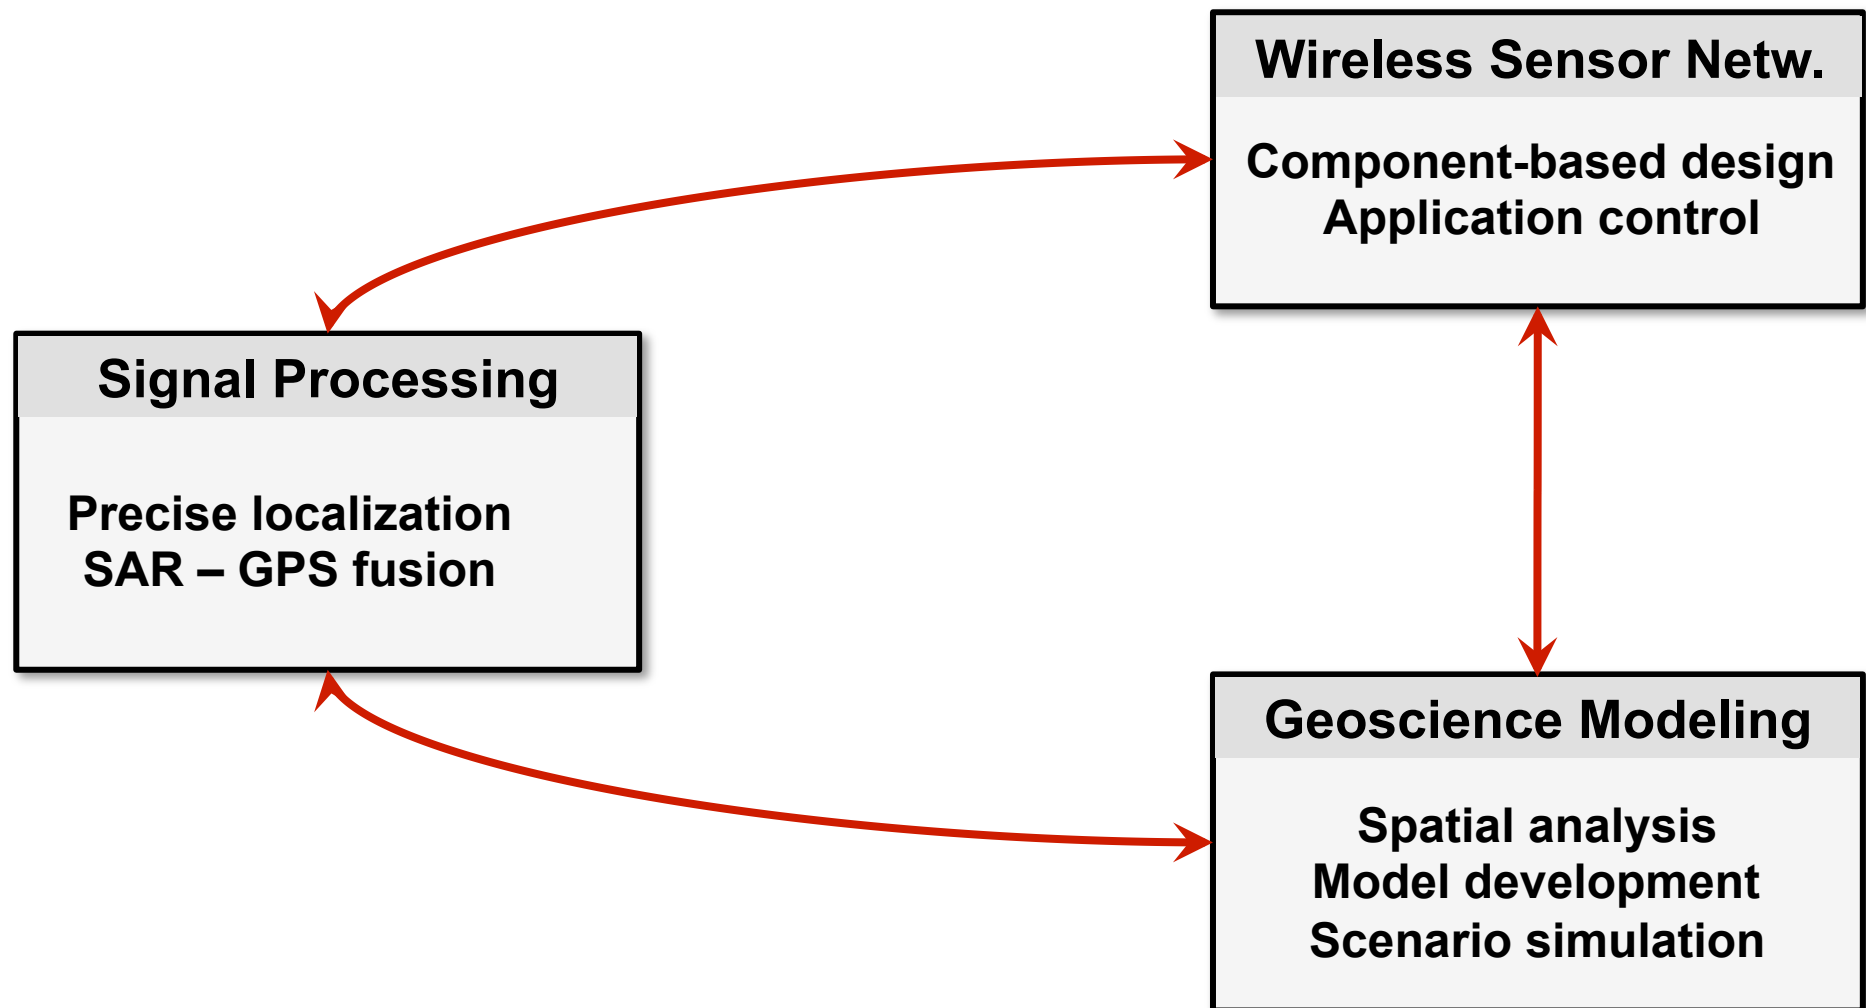 Wireless Sensor Netw.
Component-based design
Application control
Signal Processing
Precise localization
SAR – GPS fusion
Geoscience Modeling
Spatial analysis
Model development
Scenario simulation